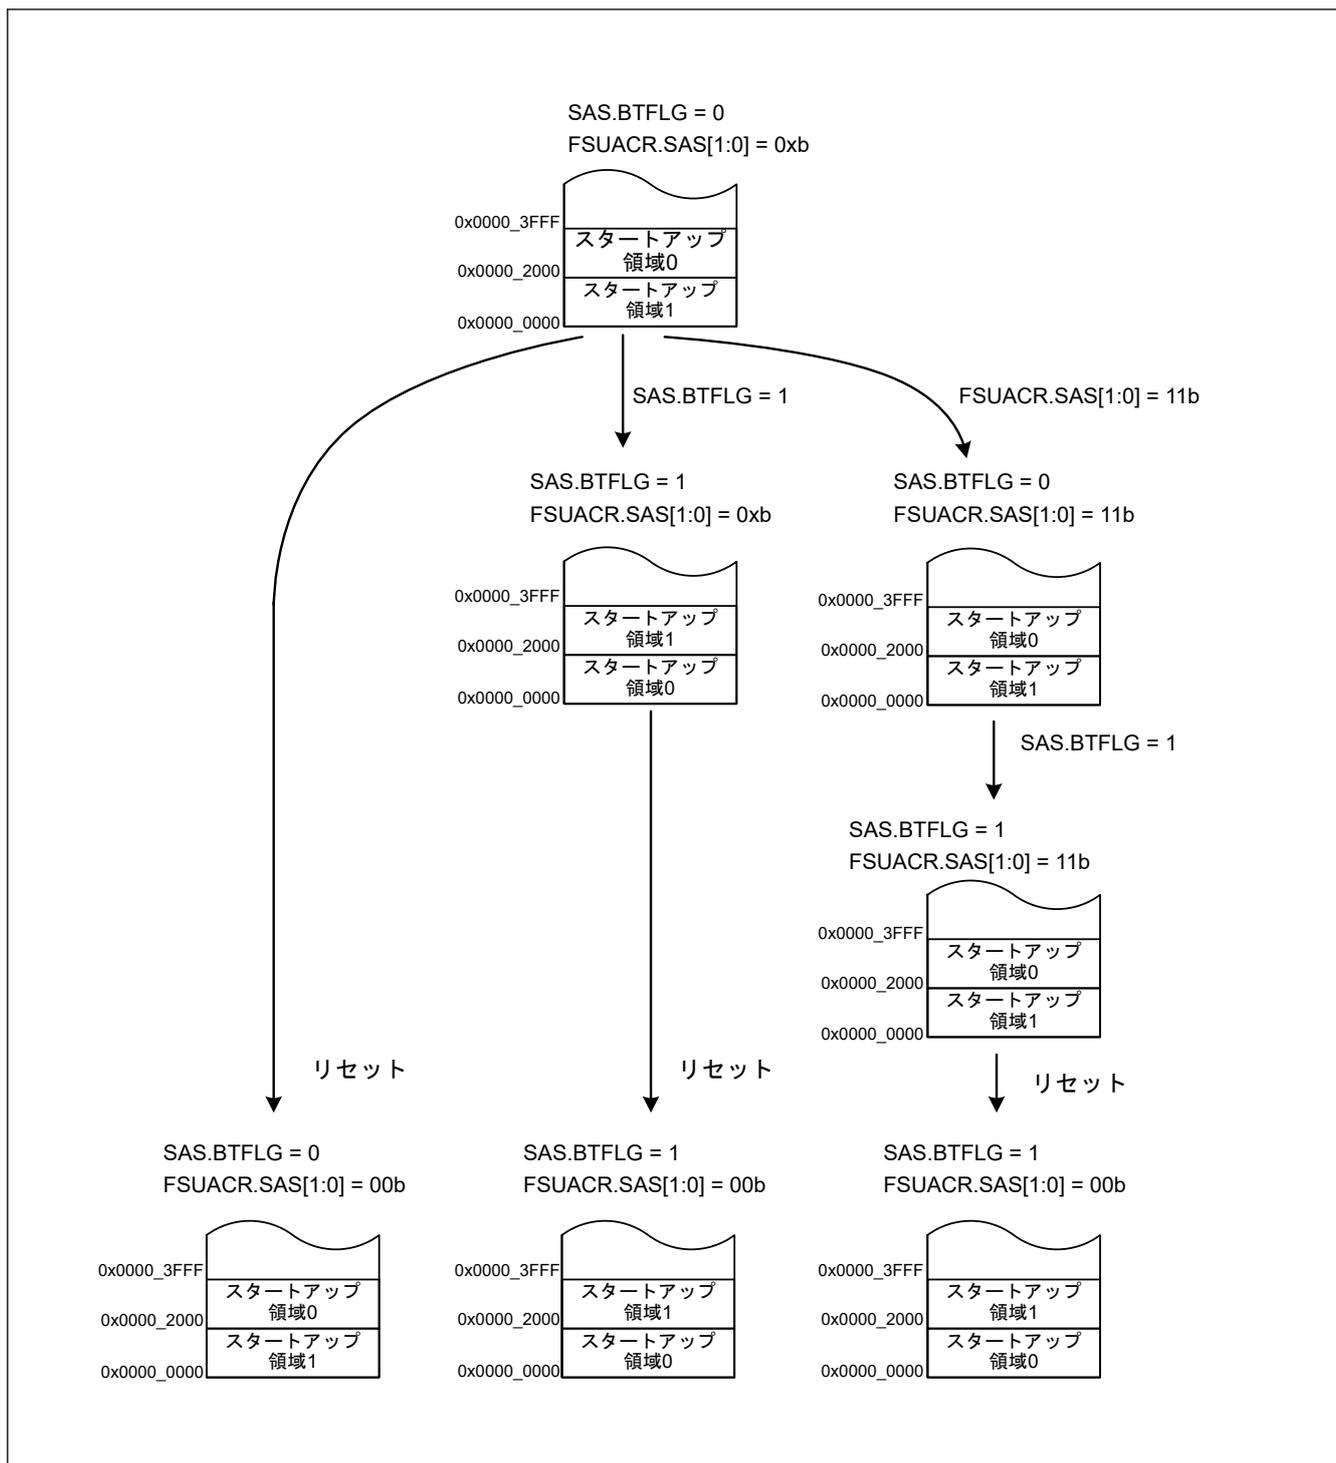 SAS.BTFLG = 0
FSUACR.SAS[1:0] = 0xb
0x0000_3FFF
スタートアップ
領域0
0x0000_2000
スタートアップ
領域1
0x0000_0000
SAS.BTFLG = 1
FSUACR.SAS[1:0] = 11b
SAS.BTFLG = 1
FSUACR.SAS[1:0] = 0xb
0x0000_3FFF
スタートアップ
領域1
0x0000_2000
スタートアップ
領域0
0x0000_0000
SAS.BTFLG = 0
FSUACR.SAS[1:0] = 11b
0x0000_3FFF
スタートアップ
領域0
0x0000_2000
スタートアップ
領域1
0x0000_0000
SAS.BTFLG = 1
SAS.BTFLG = 1
FSUACR.SAS[1:0] = 11b
0x0000_3FFF
スタートアップ
領域0
0x0000_2000
スタートアップ
領域1
0x0000_0000
リセット
リセット
リセット
SAS.BTFLG = 0
FSUACR.SAS[1:0] = 00b
0x0000_3FFF
スタートアップ
領域0
0x0000_2000
スタートアップ
領域1
0x0000_0000
SAS.BTFLG = 1
FSUACR.SAS[1:0] = 00b
0x0000_3FFF
スタートアップ
領域1
0x0000_2000
スタートアップ
領域0
0x0000_0000
SAS.BTFLG = 1
FSUACR.SAS[1:0] = 00b
0x0000_3FFF
スタートアップ
領域1
0x0000_2000
スタートアップ
領域0
0x0000_0000